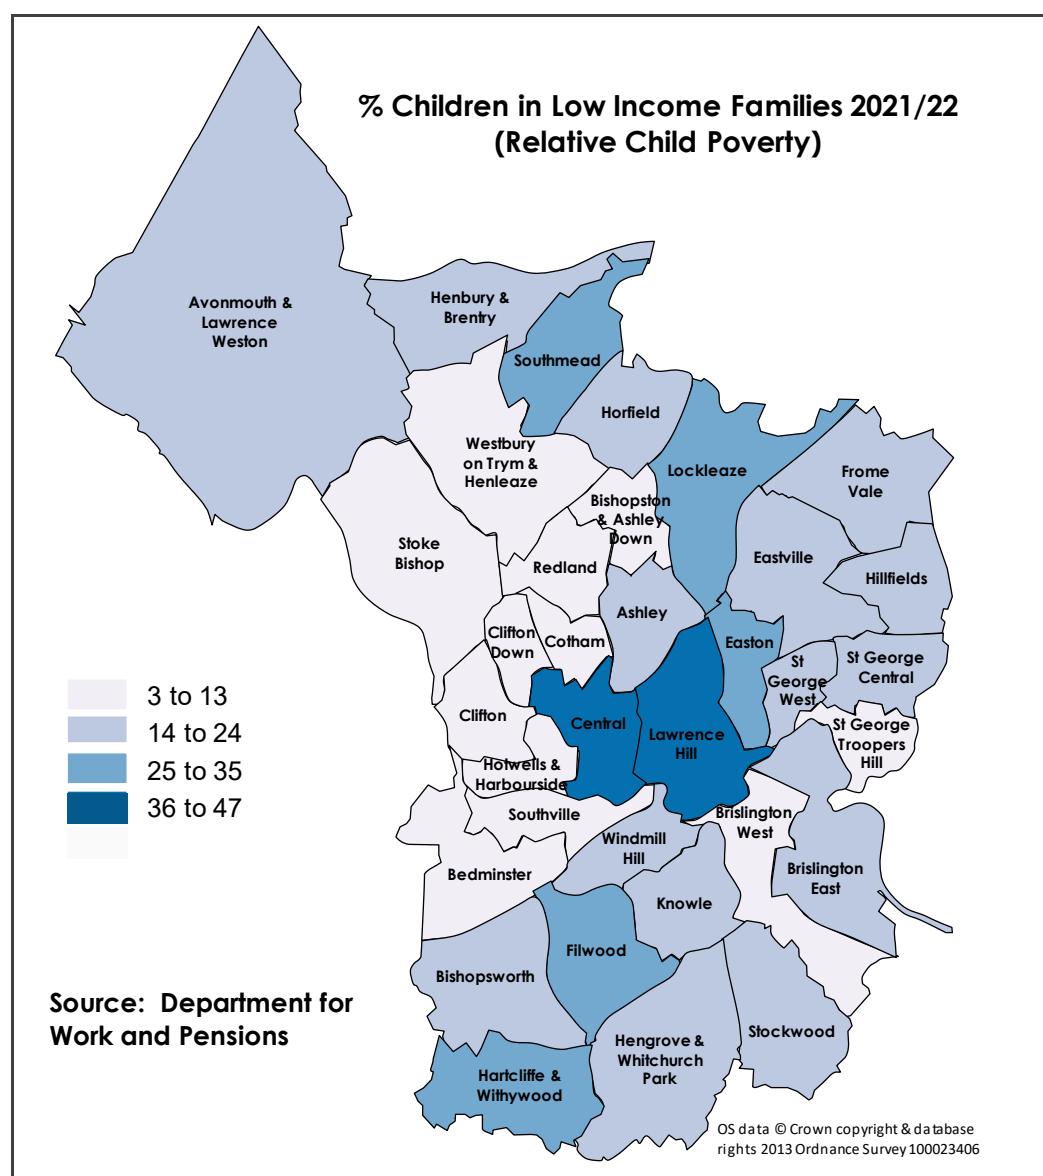 % Children in Low Income Families 2021/22
(Relative Child Poverty)
Avonmouth &
Lawrence
Weston
Henbury &
Brentry
Southmead
Horfield
Westbury
on Trym &
Henleaze
Lockleaze
Frome
Vale
Bishopston
& Ashley
Down
Stoke
Bishop
Redland
Eastville
Hillfields
Ashley
Clifton
Down
Cotham
Easton
St
George
West
St George
Central
Clifton
Central
Lawrence
Hill
St George
Troopers
Hill
Hotwells &
Harbourside
Southville
Brislington
West
Windmill
Hill
Bedminster
Brislington
East
Knowle
Filwood
Bishopsworth
Stockwood
Hengrove &
Whitchurch
Park
Hartcliffe &
Withywood
3 to 13
14 to 24
25 to 35
36 to 47
Source: Department for
Work and Pensions
OS data © Crown copyright & database
rights 2013 Ordnance Survey 100023406